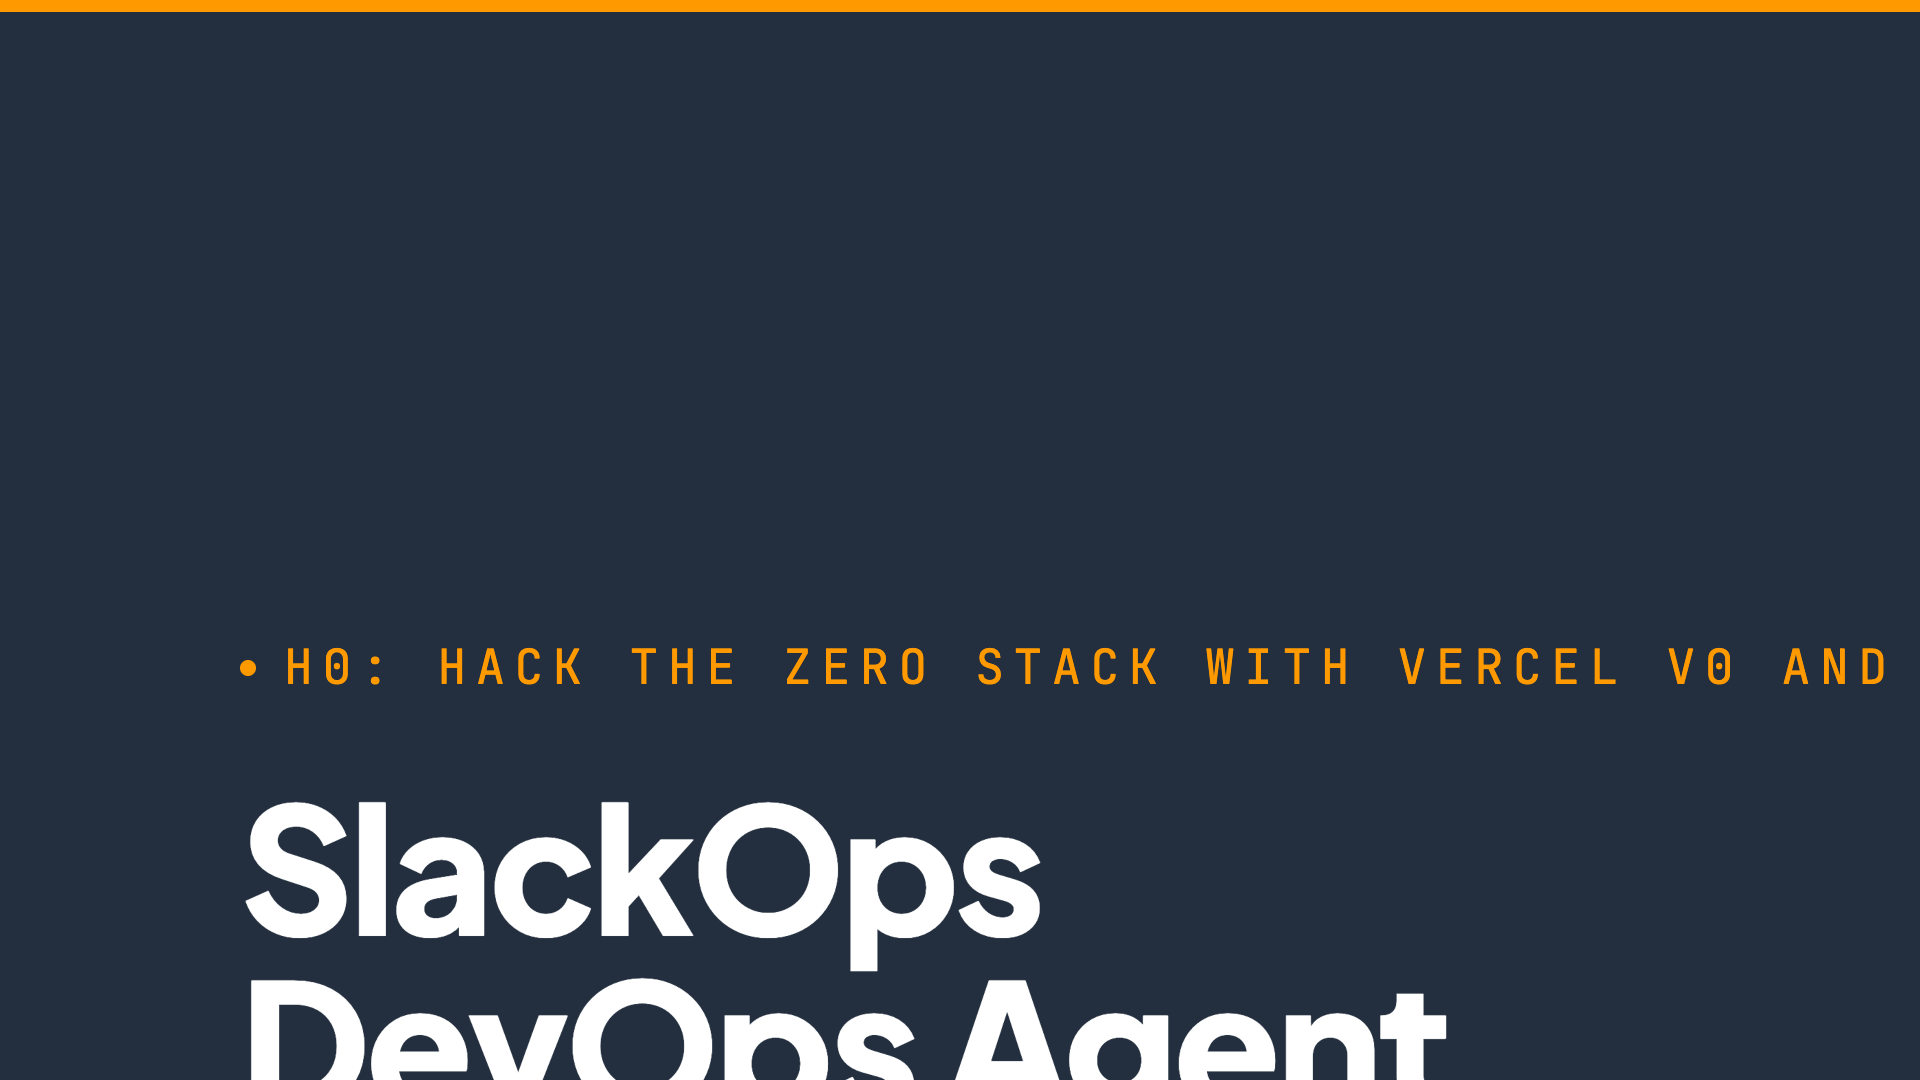 • H0: HACK THE ZERO STACK WITH VERCEL V0 AND
SlackOps
DevOps Agent